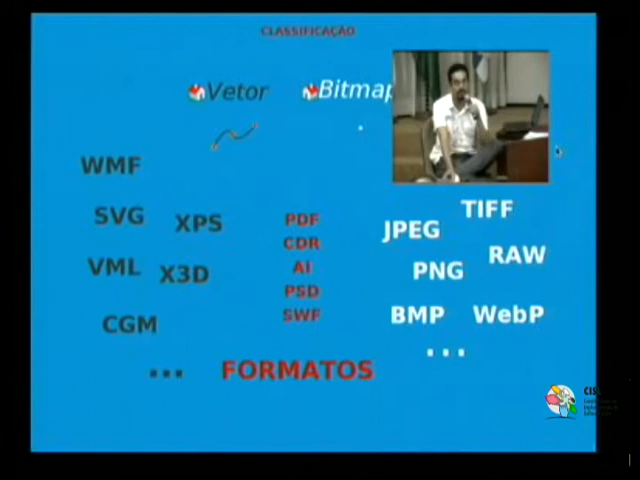 CLASSIFICAÇÃO
Vetor
Bitmap
WMF
SVG
XPS
VML
X3D
CGM
...
PDF
CDR
AI
PSD
SWF
TIFF
JPEG
RAW
PNG
BMP
WebP
...
FORMATOS